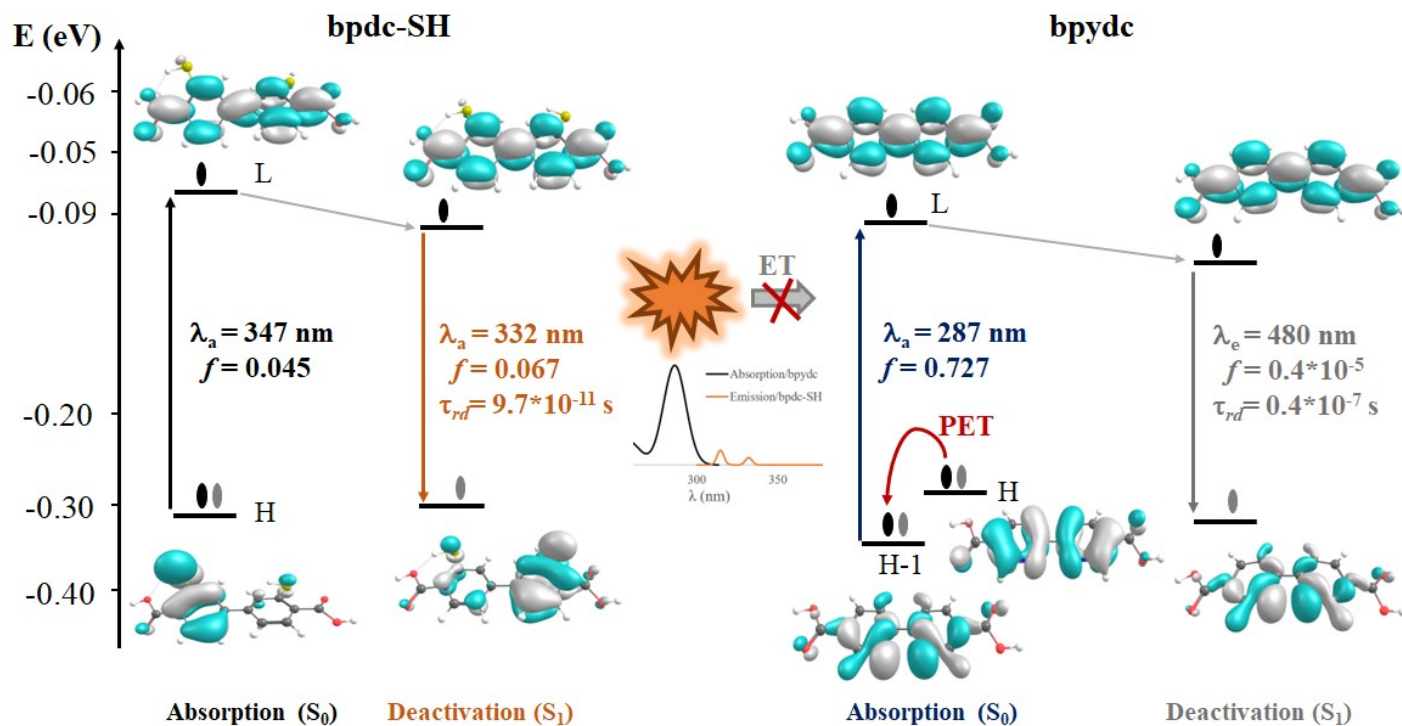 bpdc-SH
bpydc
E (eV)
-0.06
-0.05
-0.09
-0.20
-0.30
-0.40
L
H
λa = 347 nm
f = 0.045
λa = 332 nm
f = 0.067
τrd = 9.7*10-11 s
ET
Absorption/bpydc
Emission/bpdc-SH
300
350
λ (nm)
L
λa = 287 nm
f = 0.727
PET
H
H-1
λe = 480 nm
f = 0.4*10-5
τrd = 0.4*10-7 s
Absorption (S0)
Deactivation (S1)
Absorption (S0)
Deactivation (S1)